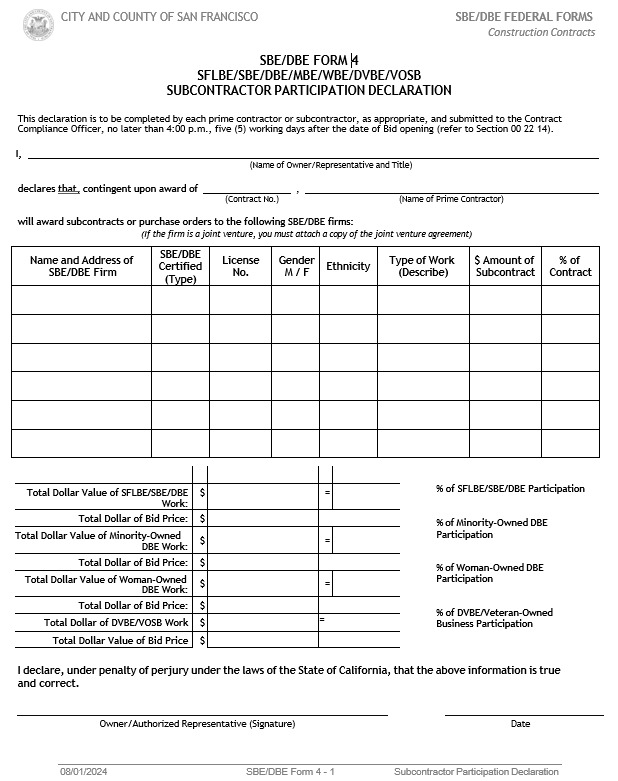 CITY AND COUNTY OF SAN FRANCISCO
SBE/DBE FEDERAL FORMS
Construction Contracts
SBE/DBE FORM 4
SFLBE/SBE/DBE/MBE/WBE/DVBE/VOSB
SUBCONTRACTOR PARTICIPATION DECLARATION
This declaration is to be completed by each prime contractor or subcontractor, as appropriate, and submitted to the Contract
Compliance Officer, no later than 4:00 p.m., five (5) working days after the date of Bid opening (refer to Section 00 22 14).
I,
(Name of Owner/Representative and Title)
declares that, contingent upon award of ,
(Contract No.) (Name of Prime Contractor)
will award subcontracts or purchase orders to the following SBE/DBE firms:
(If the firm is a joint venture, you must attach a copy of the joint venture agreement)
Name and Address of
SBE/DBE Firm
SBE/DBE
Certified
(Type)
License
No.
Gender
M / F
Ethnicity
Type of Work
(Describe)
$ Amount of
Subcontract
% of
Contract
Total Dollar Value of SFLBE/SBE/DBE
Work:
$ =
% of SFLBE/SBE/DBE Participation
Total Dollar of Bid Price: $
Total Dollar Value of Minority-Owned
DBE Work:
$ =
% of Minority-Owned DBE
Participation
Total Dollar of Bid Price: $
Total Dollar Value of Woman-Owned
DBE Work:
$ =
% of Woman-Owned DBE
Participation
Total Dollar of Bid Price: $
Total Dollar of DVBE/VOSB Work $ =
% of DVBE/Veteran-Owned
Business Participation
Total Dollar Value of Bid Price $
I declare, under penalty of perjury under the laws of the State of California, that the above information is true
and correct.
Owner/Authorized Representative (Signature) Date
08/01/2024 SBE/DBE Form 4 - 1 Subcontractor Participation Declaration